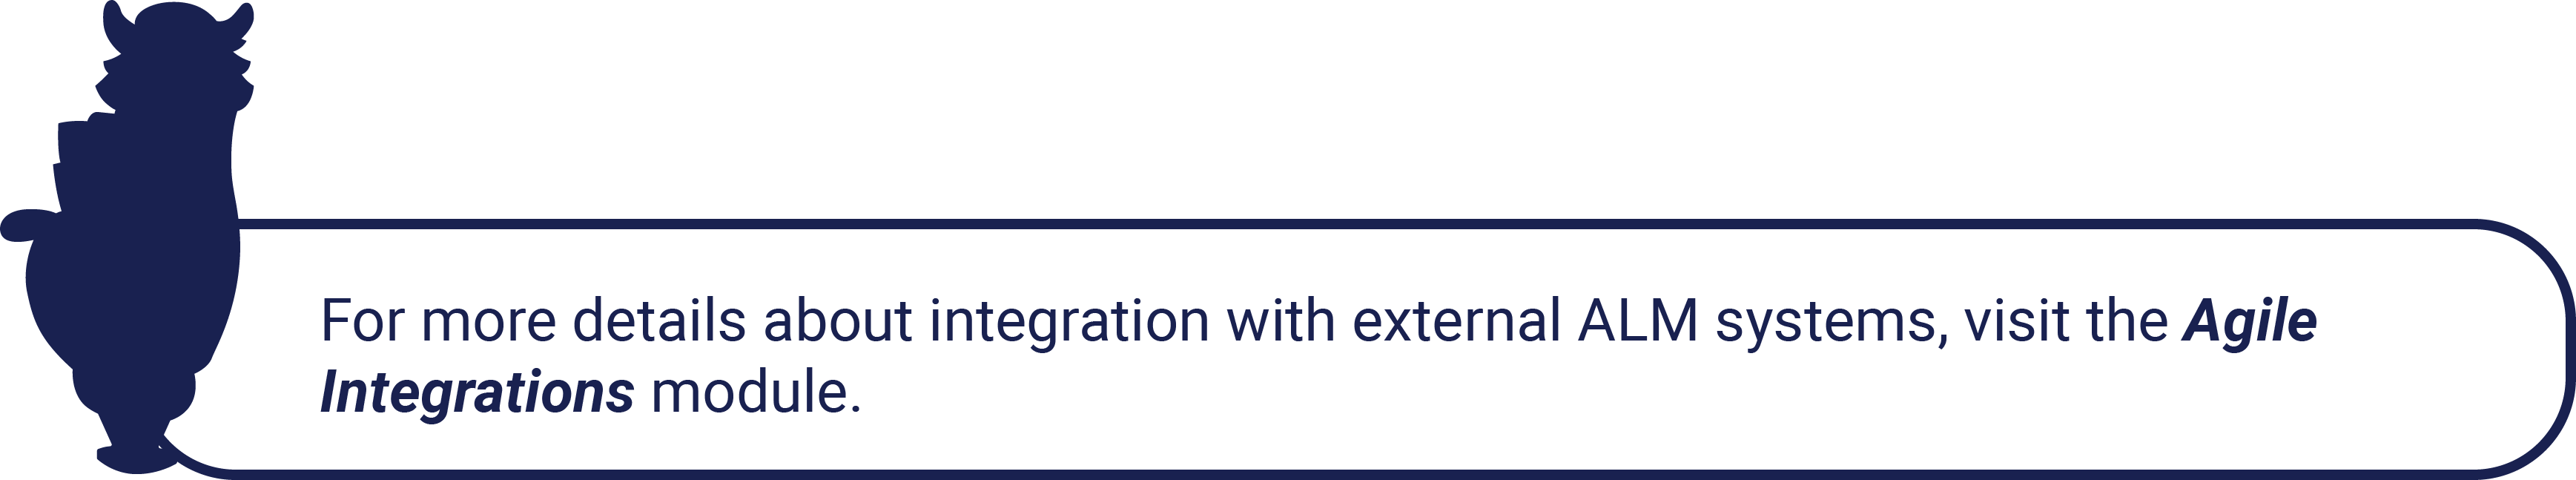 For more details about integration with external ALM systems, visit the Agile
Integrations module.